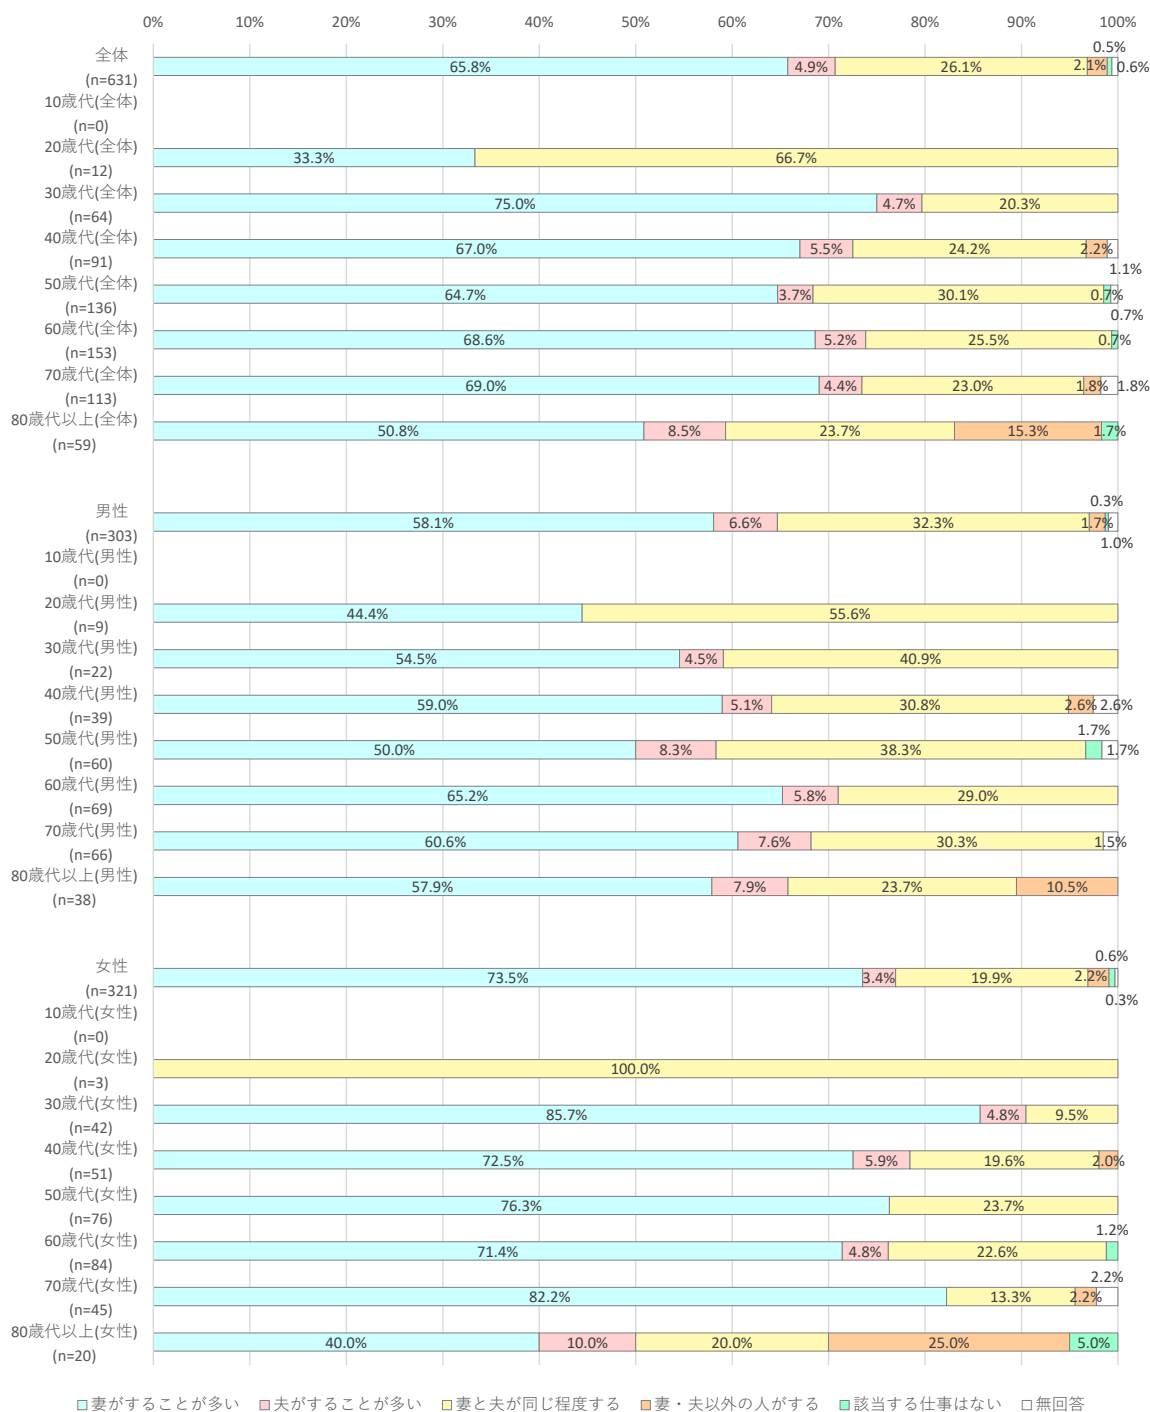 0% 10% 20% 30% 40% 50% 60% 70% 80% 90% 100%
全体
(n=631)
65.8% 4.9% 26.1% 2.1% 0.5% 0.6%
10歳代(全体)
(n=0)
20歳代(全体)
(n=12)
33.3% 66.7%
30歳代(全体)
(n=64)
75.0% 4.7% 20.3%
40歳代(全体)
(n=91)
67.0% 5.5% 24.2% 2.2% 1.1%
50歳代(全体)
(n=136)
64.7% 3.7% 30.1% 0.7% 0.7%
60歳代(全体)
(n=153)
68.6% 5.2% 25.5% 0.7%
70歳代(全体)
(n=113)
69.0% 4.4% 23.0% 1.8% 1.8%
80歳代以上(全体)
(n=59)
50.8% 8.5% 23.7% 15.3% 1.7%
男性
(n=303)
58.1% 6.6% 32.3% 1.7% 0.3% 1.0%
10歳代(男性)
(n=0)
20歳代(男性)
(n=9)
44.4% 55.6%
30歳代(男性)
(n=22)
54.5% 4.5% 40.9%
40歳代(男性)
(n=39)
59.0% 5.1% 30.8% 2.6% 2.6%
50歳代(男性)
(n=60)
50.0% 8.3% 38.3% 1.7% 1.7%
60歳代(男性)
(n=69)
65.2% 5.8% 29.0%
70歳代(男性)
(n=66)
60.6% 7.6% 30.3% 1.5%
80歳代以上(男性)
(n=38)
57.9% 7.9% 23.7% 10.5%
女性
(n=321)
73.5% 3.4% 19.9% 2.2% 0.6% 0.3%
10歳代(女性)
(n=0)
20歳代(女性)
(n=3)
100.0%
30歳代(女性)
(n=42)
85.7% 4.8% 9.5%
40歳代(女性)
(n=51)
72.5% 5.9% 19.6% 2.0%
50歳代(女性)
(n=76)
76.3% 23.7%
60歳代(女性)
(n=84)
71.4% 4.8% 22.6% 1.2%
70歳代(女性)
(n=45)
82.2% 13.3% 2.2% 2.2%
80歳代以上(女性)
(n=20)
40.0% 10.0% 20.0% 25.0% 5.0%
妻がすることが多い 夫がすることが多い 妻と夫が同じ程度する 妻・夫以外の人がする 該当する仕事はない 無回答